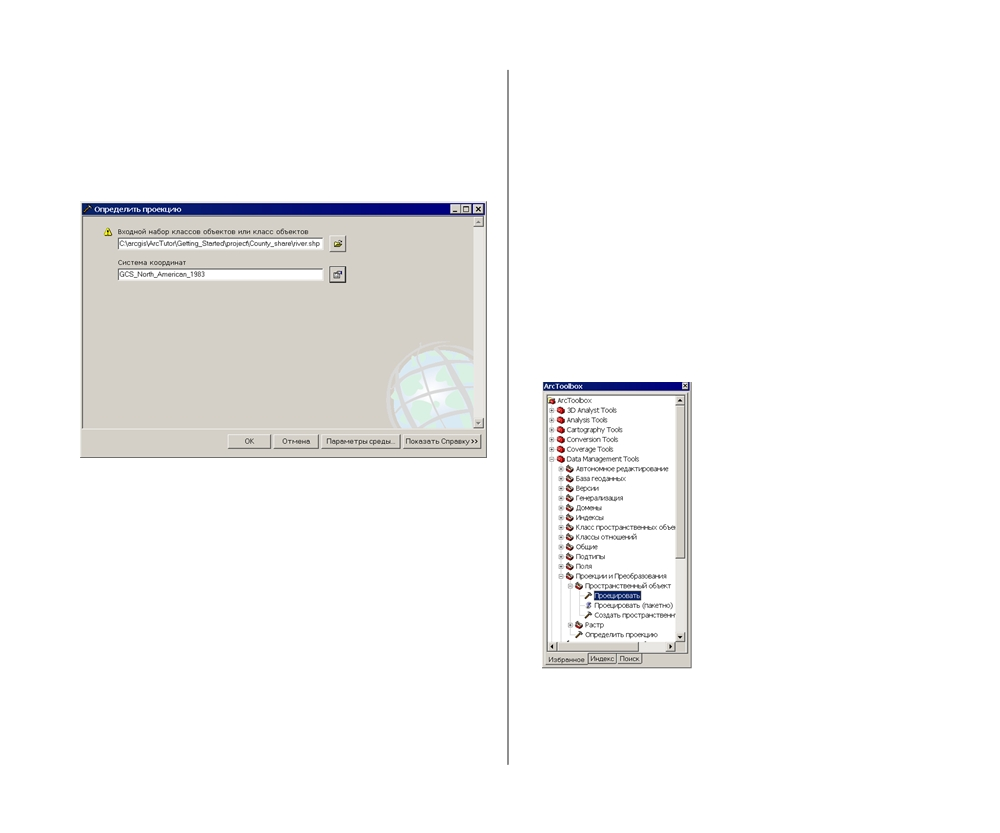 Определить проекцию
Входной набор классов объектов или класс объектов
C:\arcgis\ArcTutor\Getting_Started\project\County_share\river.shp
Система координат
GCS_North_American_1983
OK
Отмена
Параметры среды...
Показать Справку >>
ArcToolbox
ArcToolbox
3D Analyst Tools
Analysis Tools
Cartography Tools
Conversion Tools
Coverage Tools
Data Management Tools
Автономное редактирование
База геоданных
Версии
Генерализация
Домены
Индексы
Класс пространственных объек
Классы отношений
Общие
Подтипы
Поля
Проекции и Преобразования
Пространственный объект
Проецировать
Проецировать (пакетно)
Создать пространственн
Растр
Определить проекцию
Избранное
Индекс
Поиск